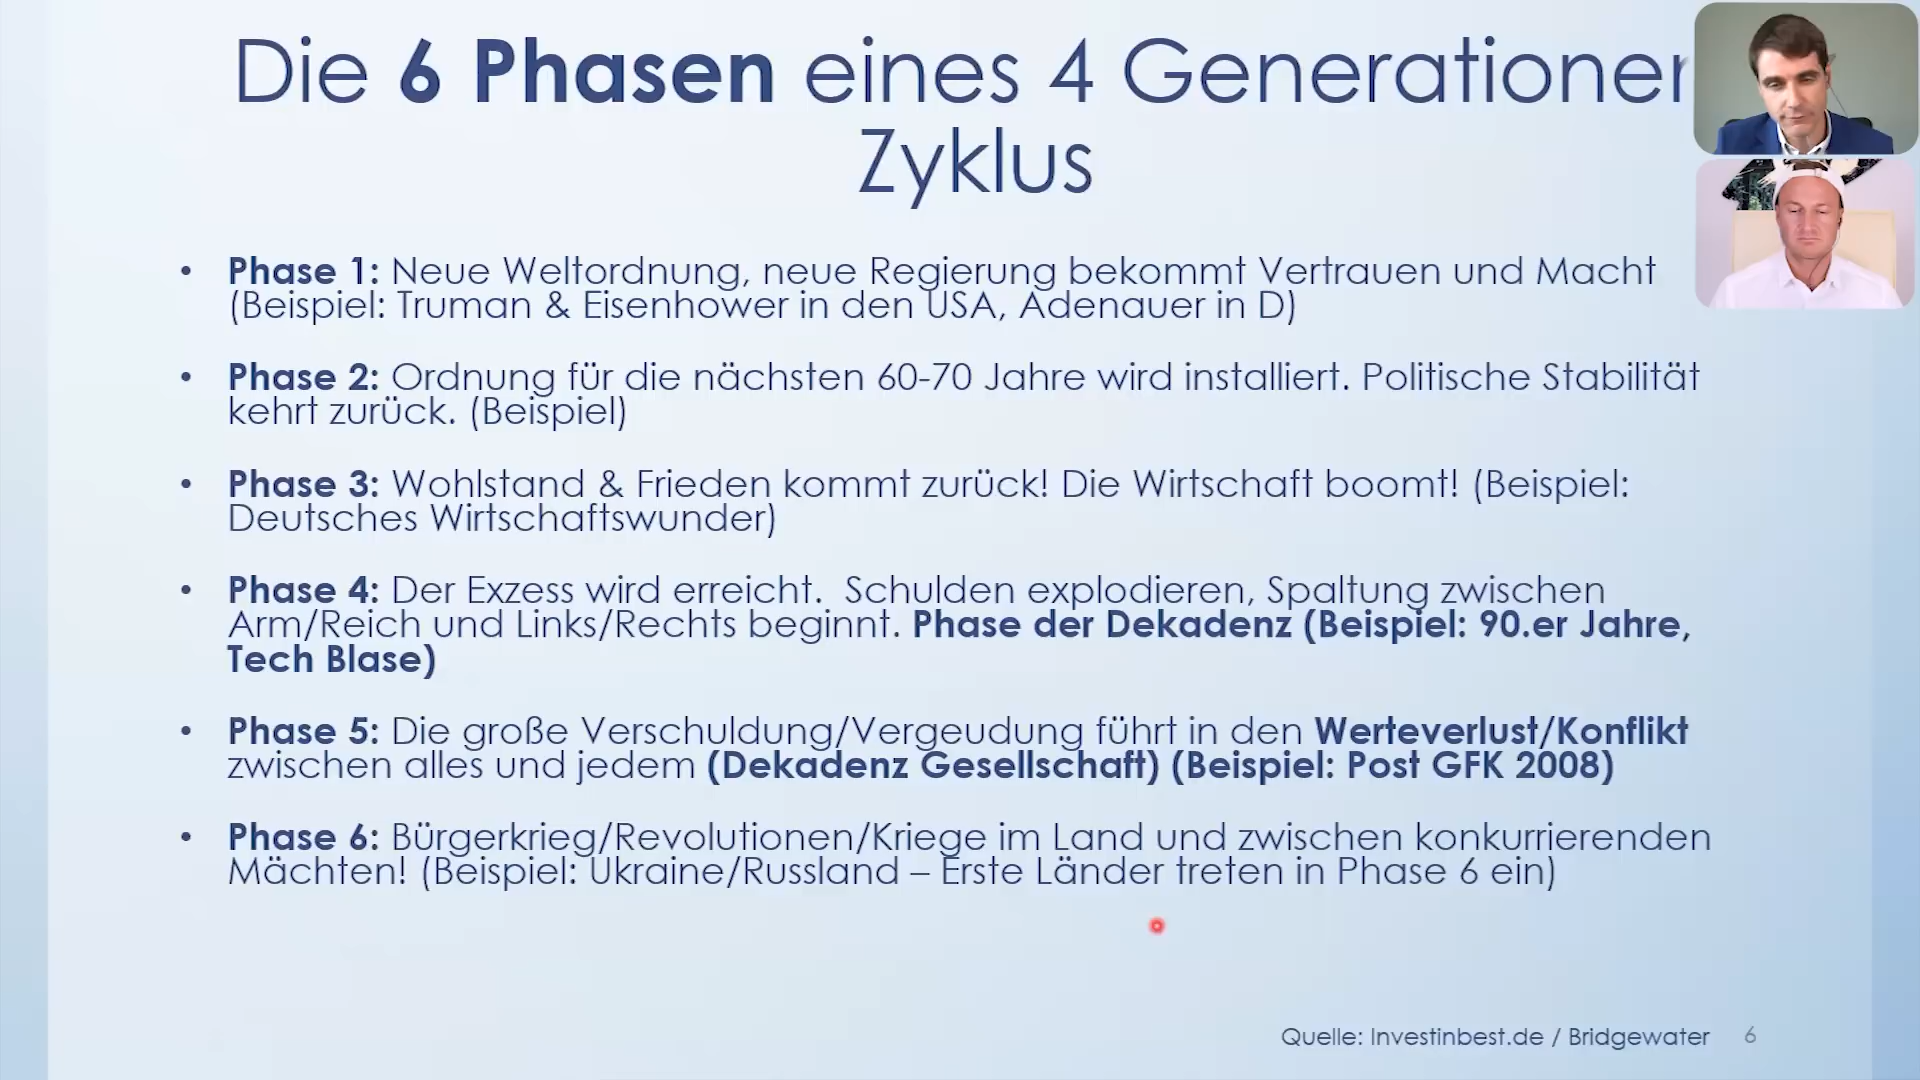 Die 6 Phasen eines 4 Generationen
Zyklus
• Phase 1: Neue Weltordnung, neue Regierung bekommt Vertrauen und Macht
(Beispiel: Truman & Eisenhower in den USA, Adenauer in D)
• Phase 2: Ordnung für die nächsten 60-70 Jahre wird installiert. Politische Stabilität
kehrt zurück. (Beispiel)
• Phase 3: Wohlstand & Frieden kommt zurück! Die Wirtschaft boomt! (Beispiel:
Deutsches Wirtschaftswunder)
• Phase 4: Der Exzess wird erreicht.  Schulden explodieren, Spaltung zwischen
Arm/Reich und Links/Rechts beginnt. Phase der Dekadenz (Beispiel: 90.er Jahre,
Tech Blase)
• Phase 5: Die große Verschuldung/Vergeudung führt in den Werteverlust/Konflikt
zwischen alles und jedem (Dekadenz Gesellschaft) (Beispiel: Post GFK 2008)
• Phase 6: Bürgerkrieg/Revolutionen/Kriege im Land und zwischen konkurrierenden
Mächten! (Beispiel: Ukraine/Russland – Erste Länder treten in Phase 6 ein)
Quelle: Investinbest.de / Bridgewater 6